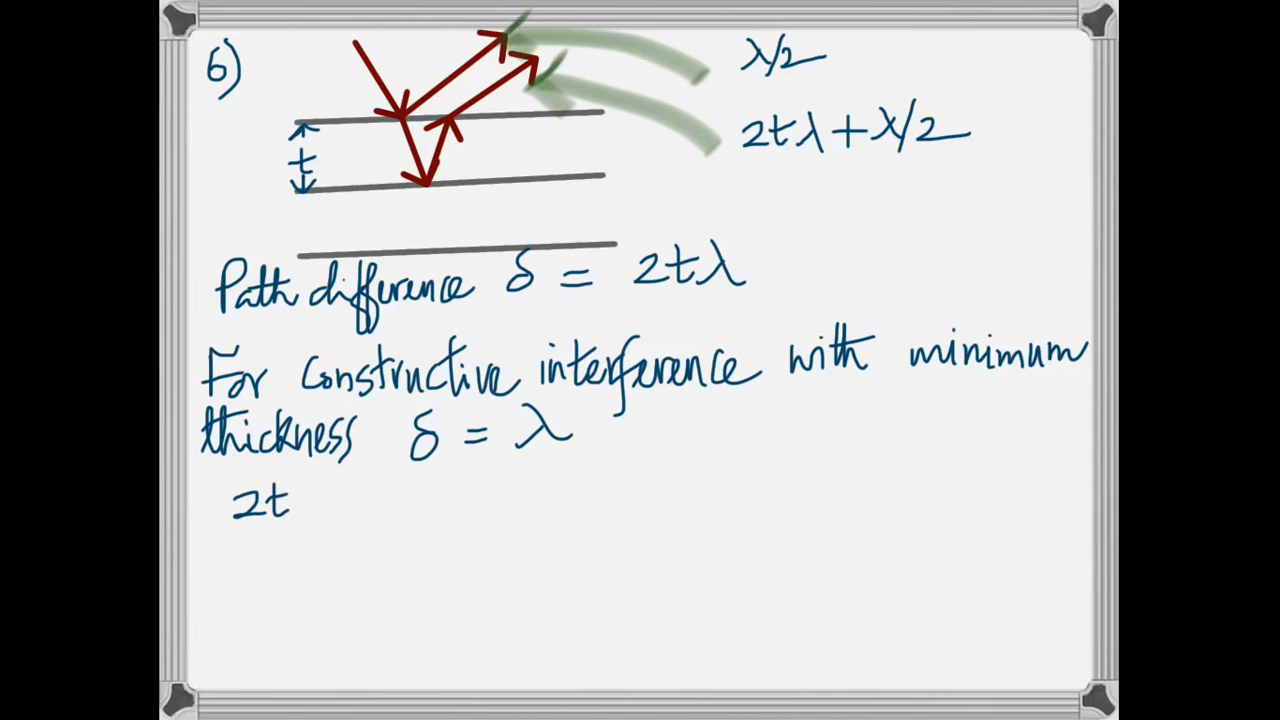 6)
λ/2
2tλ+λ/2
t
Path difference δ = 2tλ
For constructive interference with minimum
thickness δ = λ
2t